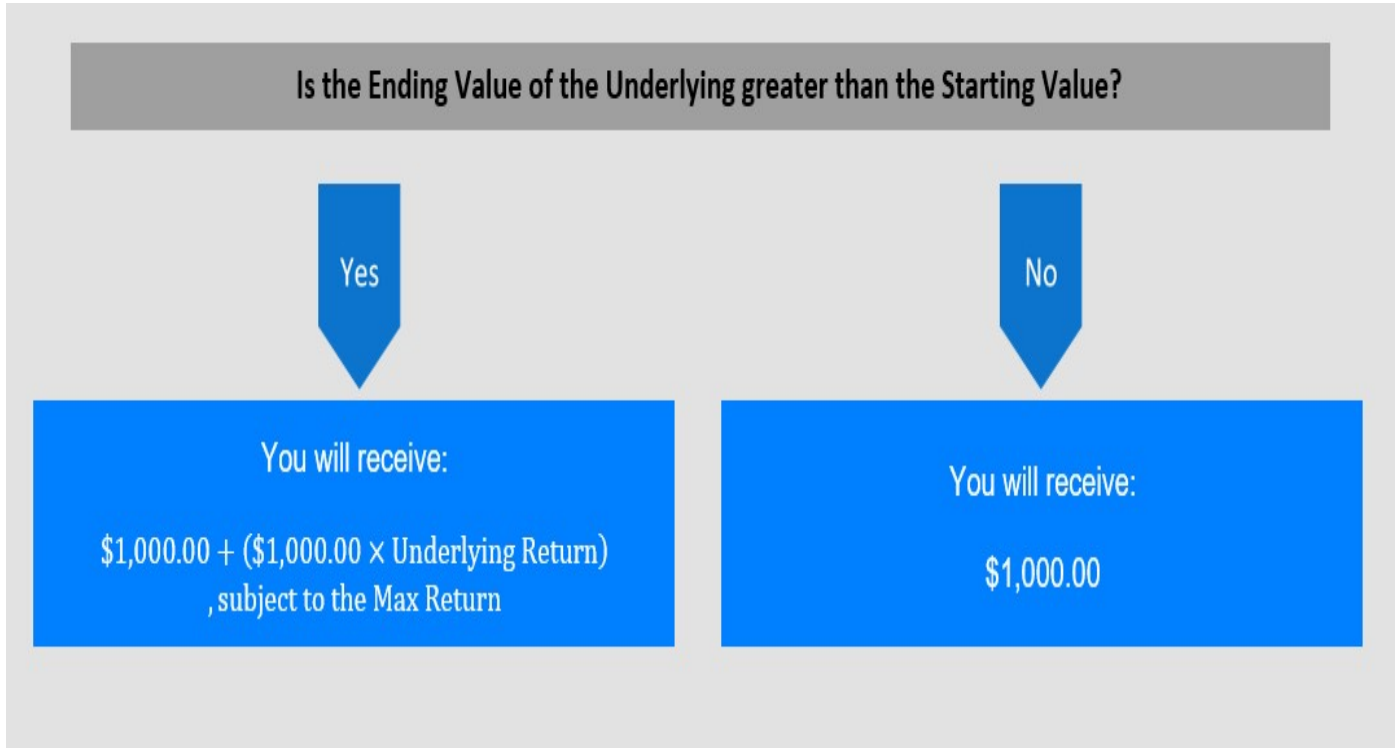 Is the Ending Value of the Underlying greater than the Starting Value?
Yes
No
You will receive:
$1,000.00 + ($1,000.00 × Underlying Return)
, subject to the Max Return
You will receive:
$1,000.00